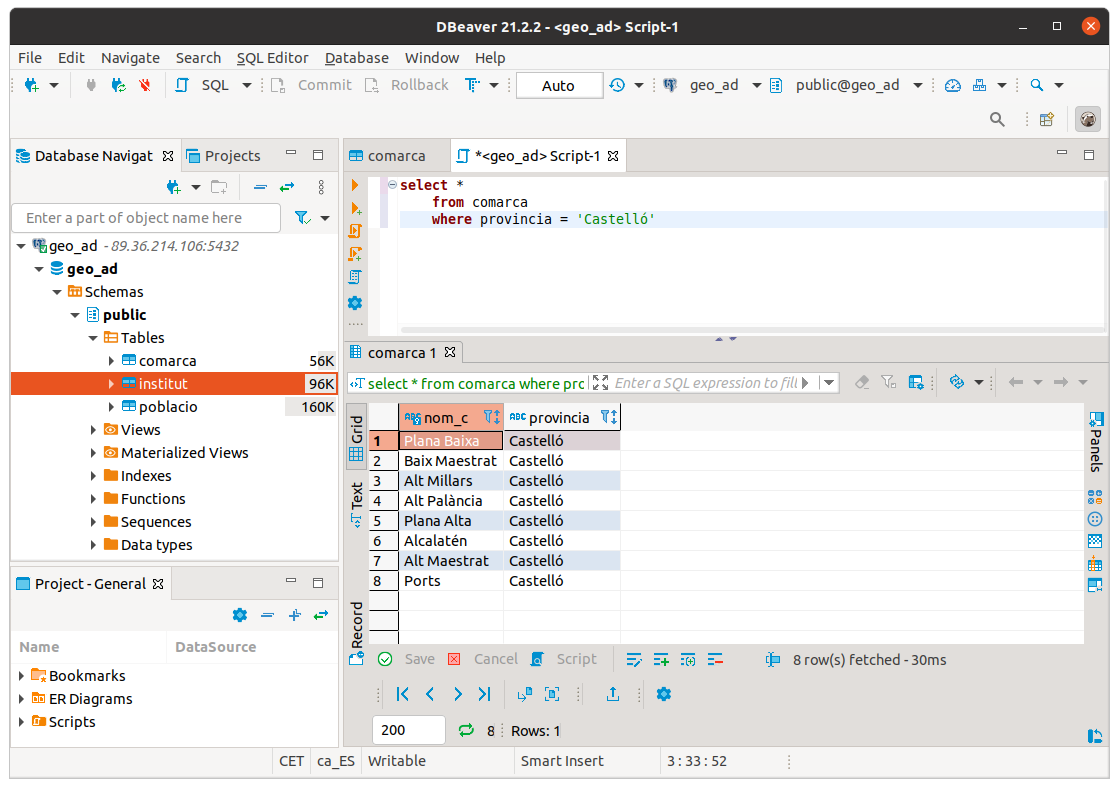 DBeaver 21.2.2 - <geo_ad> Script-1
File Edit Navigate Search SQL Editor Database Window Help
SQL Commit Rollback Auto geo_ad public@geo_ad
Database Navigat Projects
Enter a part of object name here
geo_ad - 89.36.214.106:5432
geo_ad
Schemas
public
Tables
comarca 56K
institut 96K
poblacio 160K
Views
Materialized Views
Indexes
Functions
Sequences
Data types
Project - General
Name DataSource
Bookmarks
ER Diagrams
Scripts
comarca *<geo_ad> Script-1
select *
from comarca
where provincia = 'Castelló'
comarca 1
select * from comarca where prc Enter a SQL expression to fill
Grid
Text
Record
nom_c provincia
1 Plana Baixa Castelló
2 Baix Maestrat Castelló
3 Alt Millars Castelló
4 Alt Palància Castelló
5 Plana Alta Castelló
6 Alcalatén Castelló
7 Alt Maestrat Castelló
8 Ports Castelló
Panels
Save Cancel Script 8 row(s) fetched - 30ms
200 8 Rows: 1
CET ca_ES Writable Smart Insert 3 : 33 : 52